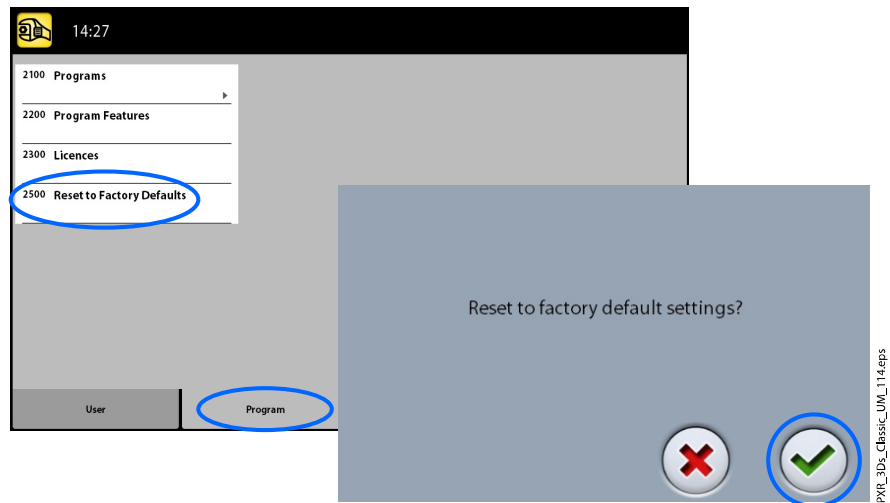 14:27
2100 Programs
2200 Program Features
2300 Licences
2500 Reset to Factory Defaults
User
Program
Reset to factory default settings?
PXR_3Ds_Classic_UM_114.eps